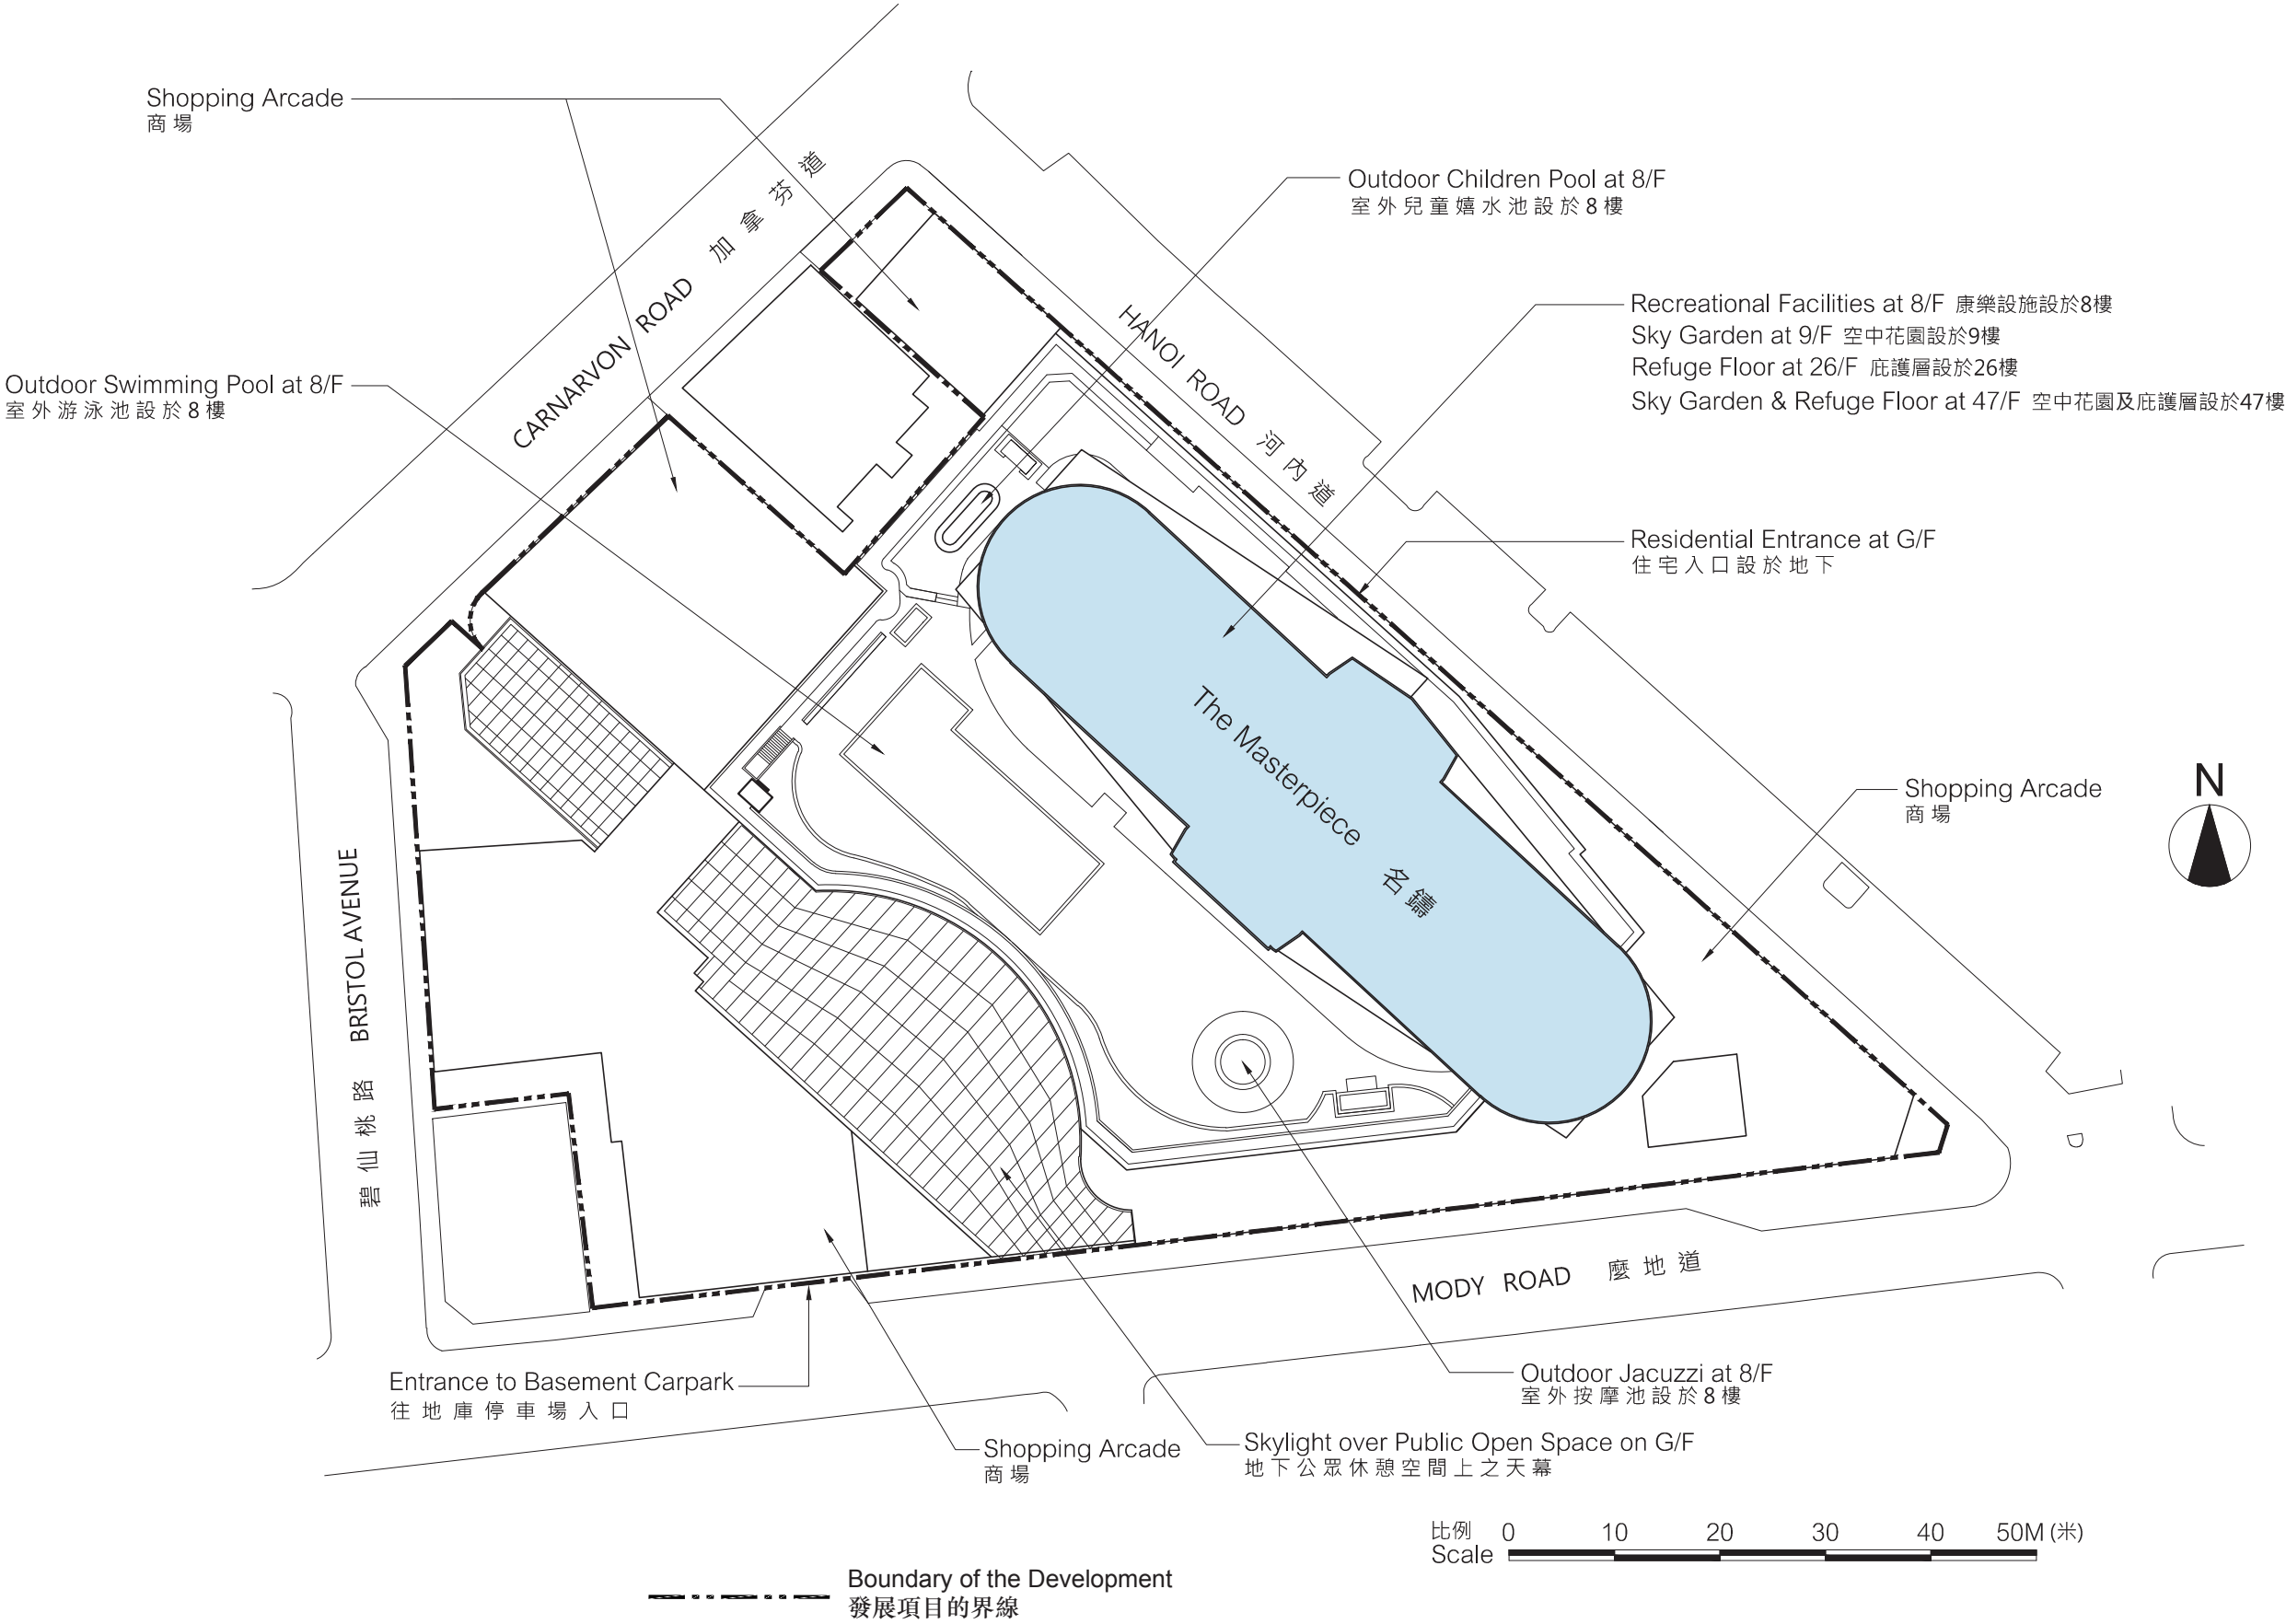 Shopping Arcade
商場
CARNARVON ROAD 加拿芬道
Outdoor Children Pool at 8/F
室外兒童嬉水池設於8樓
Recreational Facilities at 8/F 康樂設施設於8樓
Sky Garden at 9/F 空中花園設於9樓
Refuge Floor at 26/F 庇護層設於26樓
Sky Garden & Refuge Floor at 47/F 空中花園及庇護層設於47樓
Outdoor Swimming Pool at 8/F
室外游泳池設於8樓
HANOI ROAD 河內道
Residential Entrance at G/F
住宅入口設於地下
The Masterpiece 名鑄
Shopping Arcade
商場
N
BRISTOL AVENUE 碧仙桃路
MODY ROAD 麼地道
Entrance to Basement Carpark
往地庫停車場入口
Outdoor Jacuzzi at 8/F
室外按摩池設於8樓
Shopping Arcade
商場
Skylight over Public Open Space on G/F
地下公眾休憩空間上之天幕
比例 0 10 20 30 40 50M (米)
Scale
Boundary of the Development
發展項目的界線